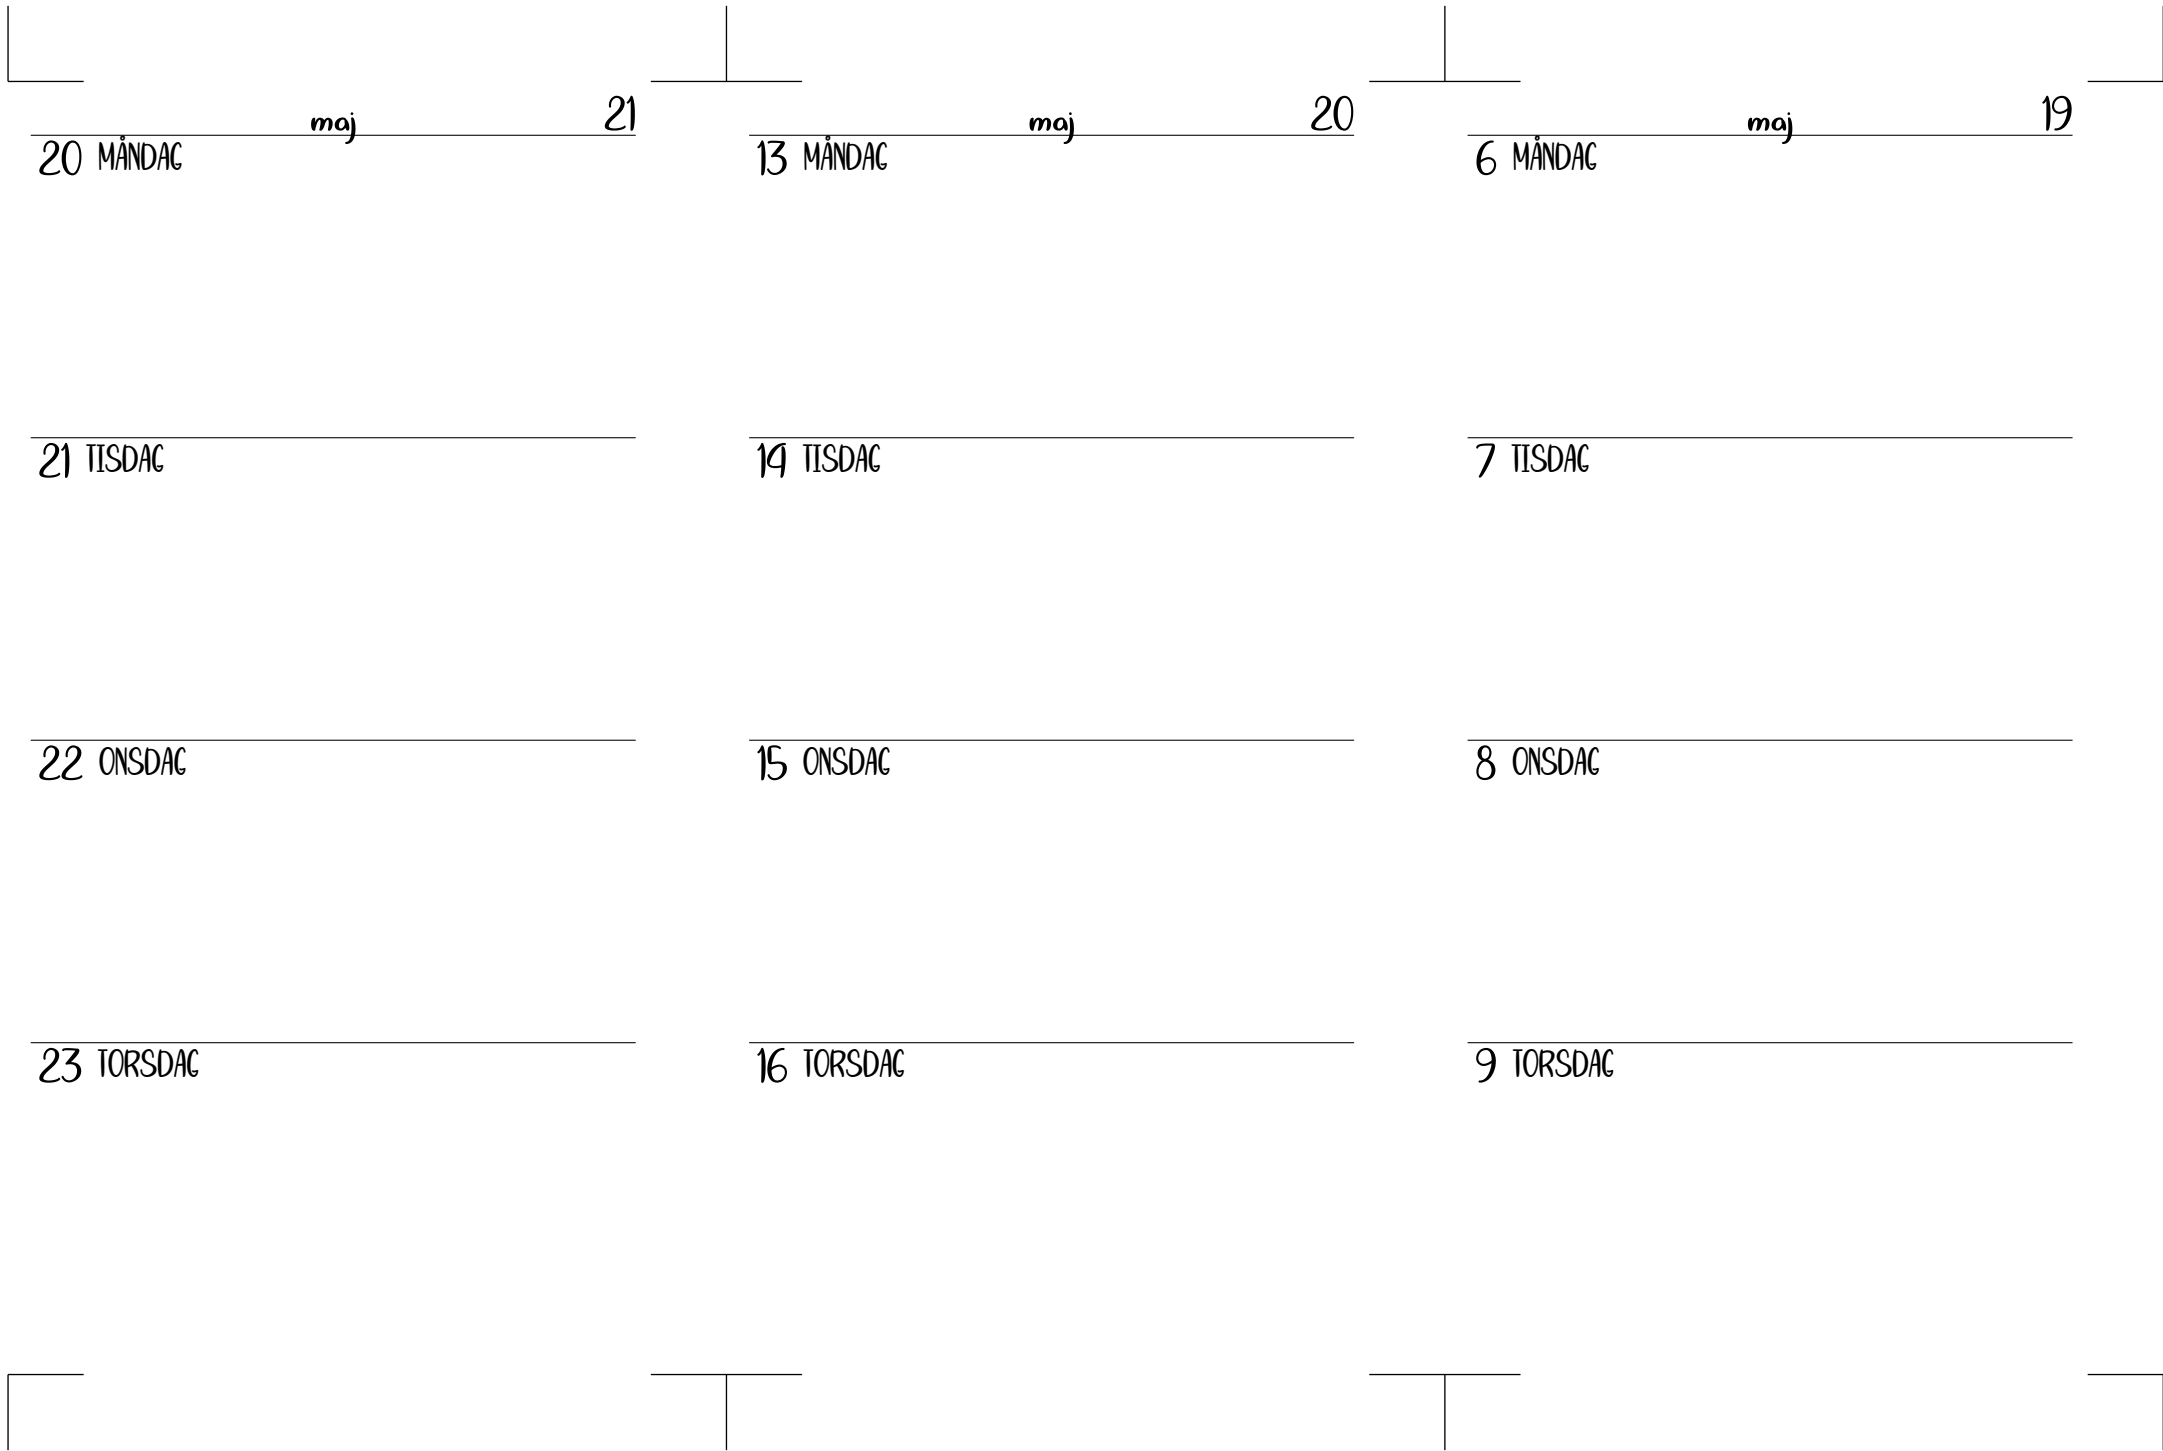 maj 21
20 MÅNDAG
21 TISDAG
22 ONSDAG
23 TORSDAG
maj 20
13 MÅNDAG
14 TISDAG
15 ONSDAG
16 TORSDAG
maj 19
6 MÅNDAG
7 TISDAG
8 ONSDAG
9 TORSDAG